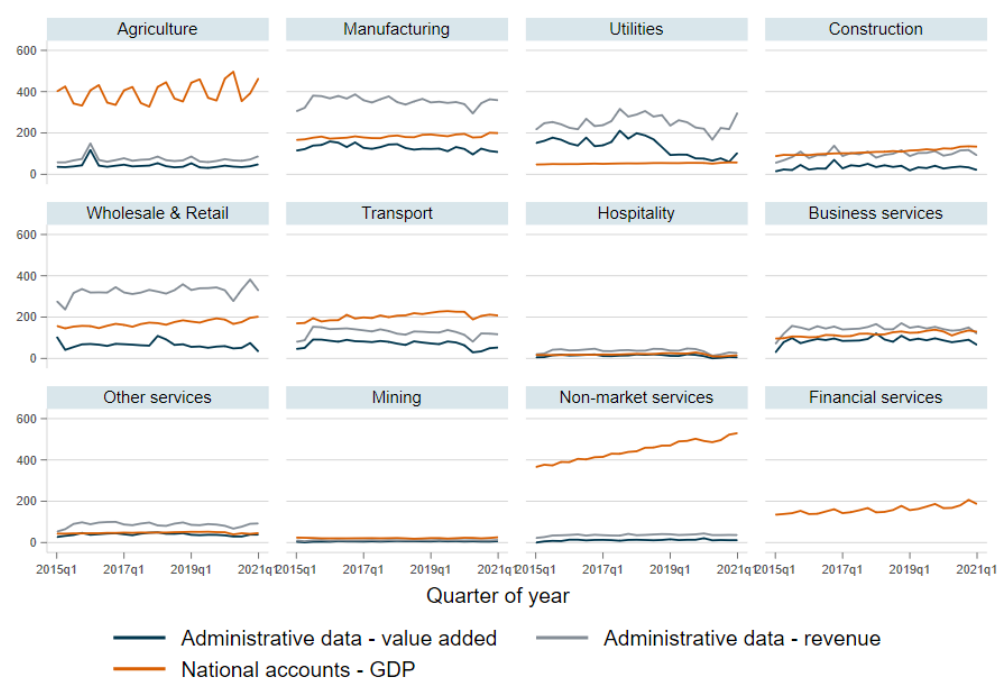 Agriculture Manufacturing Utilities Construction
600
400
200
0
Wholesale & Retail Transport Hospitality Business services
600
400
200
0
Other services Mining Non-market services Financial services
600
400
200
0
2015q1 2017q1 2019q1 2021q1 2015q1 2017q1 2019q1 2021q1 2015q1 2017q1 2019q1 2021q1 2015q1 2017q1 2019q1 2021q1
Quarter of year
Administrative data - value added Administrative data - revenue
National accounts - GDP